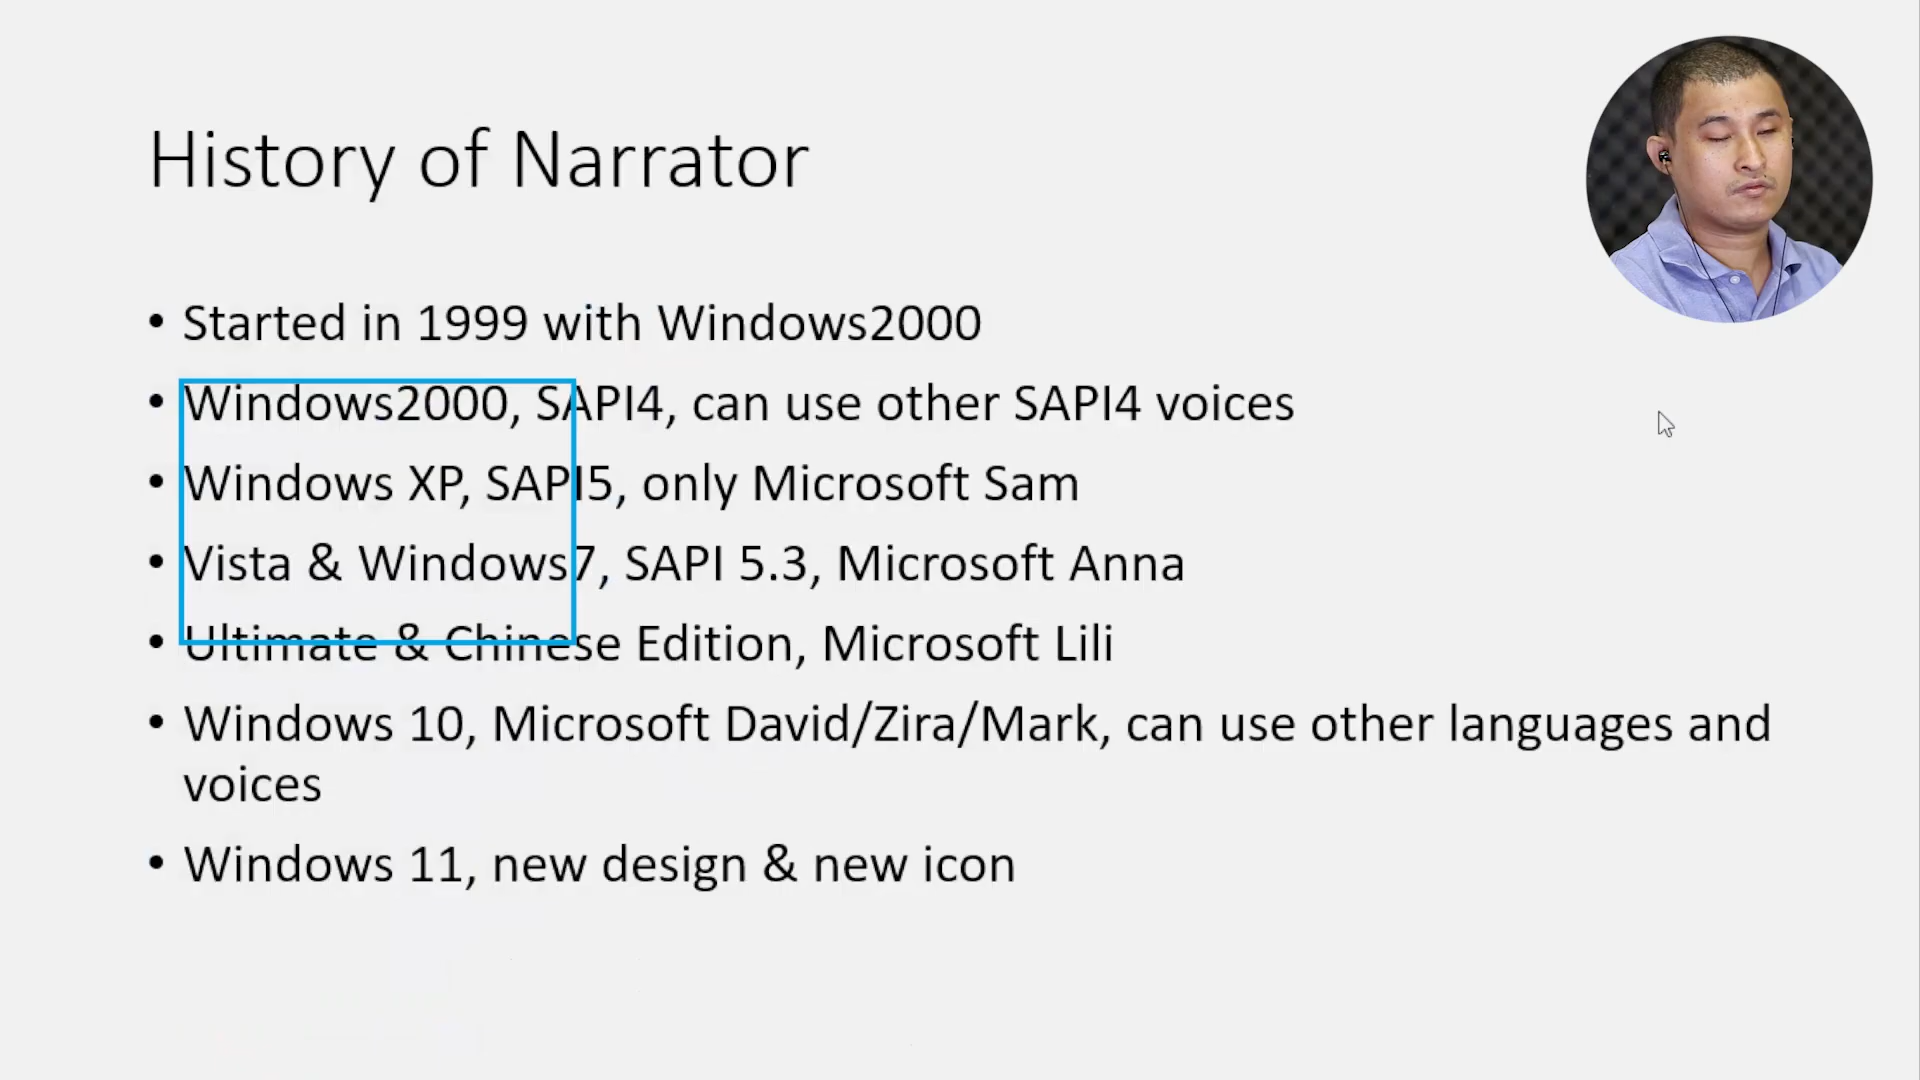 History of Narrator
• Started in 1999 with Windows2000
• Windows2000, SAPI4, can use other SAPI4 voices
• Windows XP, SAPI5, only Microsoft Sam
• Vista & Windows7, SAPI 5.3, Microsoft Anna
• Ultimate & Chinese Edition, Microsoft Lili
• Windows 10, Microsoft David/Zira/Mark, can use other languages and
voices
• Windows 11, new design & new icon